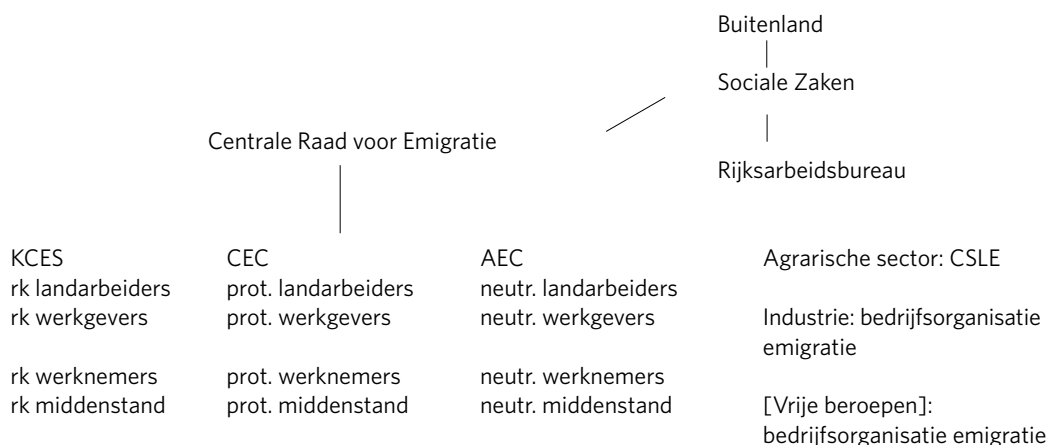 Buitenland
Sociale Zaken
Centrale Raad voor Emigratie
Rijksarbeidsbureau
KCES
rk landarbeiders
rk werkgevers
rk werknemers
rk middenstand
CEC
prot. landarbeiders
prot. werkgevers
prot. werknemers
prot. middenstand
AEC
neutr. landarbeiders
neutr. werkgevers
neutr. werknemers
neutr. middenstand
Agrarische sector: CSLE
Industrie: bedrijfsorganisatie
emigratie
[Vrije beroepen]:
bedrijfsorganisatie emigratie